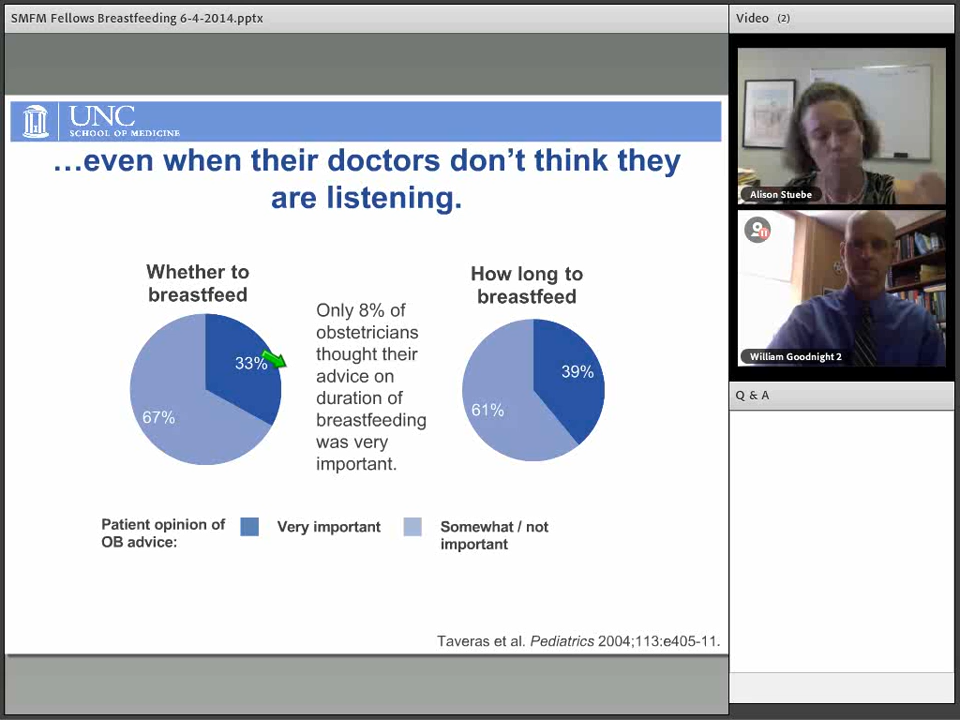 SMFM Fellows Breastfeeding 6-4-2014.pptx
Video (2)
UNC
SCHOOL OF MEDICINE
…even when their doctors don’t think they
are listening.
Whether to
breastfeed
33%
67%
Only 8% of
obstetricians
thought their
advice on
duration of
breastfeeding
was very
important.
How long to
breastfeed
39%
61%
Patient opinion of
OB advice:
Very important
Somewhat / not
important
Taveras et al. Pediatrics 2004;113:e405-11.
Alison Stuebe
William Goodnight 2
Q & A